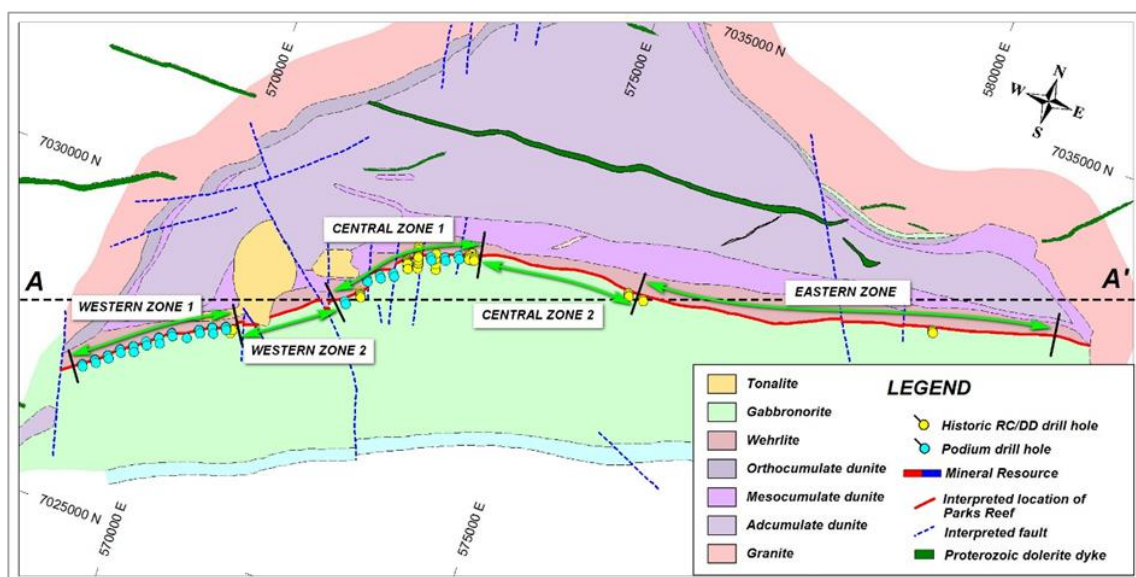 570000 E
575000 E
7035000 N
580000 E
N
W
E
S
7030000 N
7035000 N
CENTRAL ZONE 1
A
A'
WESTERN ZONE 1
EASTERN ZONE
CENTRAL ZONE 2
WESTERN ZONE 2
LEGEND
Tonalite
Gabbronorite
Wehrlite
Orthocumulate dunite
Mesocumulate dunite
Adcumulate dunite
Granite
Historic RC/DD drill hole
Podium drill hole
Mineral Resource
Interpreted location of
Parks Reef
Interpreted fault
Proterozoic dolerite dyke
7025000 N
570000 E
575000 E